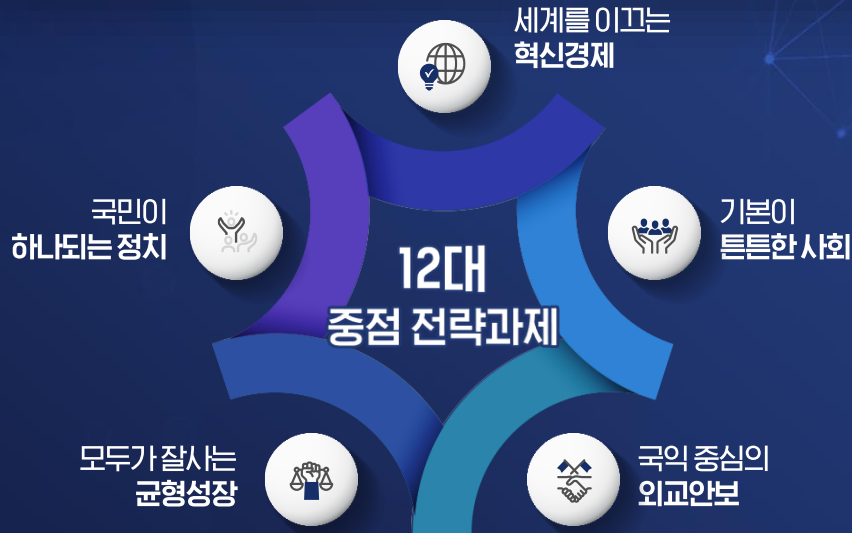 세계를 이끄는
혁신경제
국민이
하나되는 정치
기본이
튼튼한 사회
12대
중점 전략과제
모두가 잘사는
균형성장
국익 중심의
외교안보